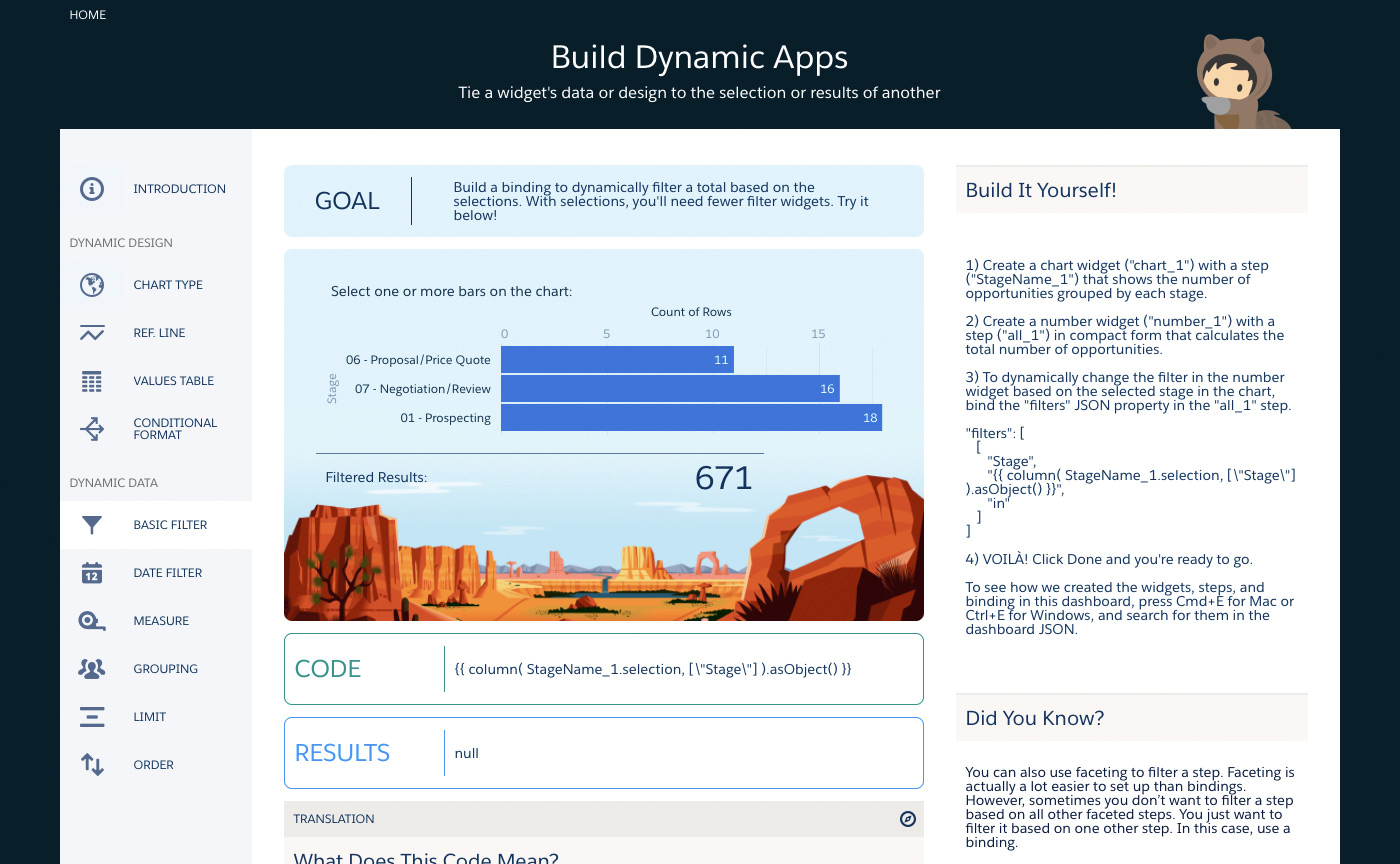 HOME
Build Dynamic Apps
Tie a widget's data or design to the selection or results of another
INTRODUCTION
DYNAMIC DESIGN
CHART TYPE
REF. LINE
VALUES TABLE
CONDITIONAL
FORMAT
DYNAMIC DATA
BASIC FILTER
12
DATE FILTER
MEASURE
GROUPING
LIMIT
ORDER
GOAL
Build a binding to dynamically filter a total based on the
selections. With selections, you'll need fewer filter widgets. Try it
below!
Select one or more bars on the chart:
Count of Rows
0 5 10 15
Stage
06 - Proposal/Price Quote 11
07 - Negotiation/Review 16
01 - Prospecting 18
Filtered Results: 671
CODE
{{ column( StageName_1.selection, [\"Stage\"] ).asObject() }}
RESULTS
null
TRANSLATION
What Does This Code Mean?
Build It Yourself!
1) Create a chart widget ("chart_1") with a step
("StageName_1") that shows the number of
opportunities grouped by each stage.
2) Create a number widget ("number_1") with a
step ("all_1") in compact form that calculates the
total number of opportunities.
3) To dynamically change the filter in the number
widget based on the selected stage in the chart,
bind the "filters" JSON property in the "all_1" step.
"filters": [
[
"Stage",
"{{ column( StageName_1.selection, [\"Stage\"]
).asObject() }}",
"in"
]
]
4) VOILÀ! Click Done and you're ready to go.
To see how we created the widgets, steps, and
binding in this dashboard, press Cmd+E for Mac or
Ctrl+E for Windows, and search for them in the
dashboard JSON.
Did You Know?
You can also use faceting to filter a step. Faceting is
actually a lot easier to set up than bindings.
However, sometimes you don't want to filter a step
based on all other faceted steps. You just want to
filter it based on one other step. In this case, use a
binding.